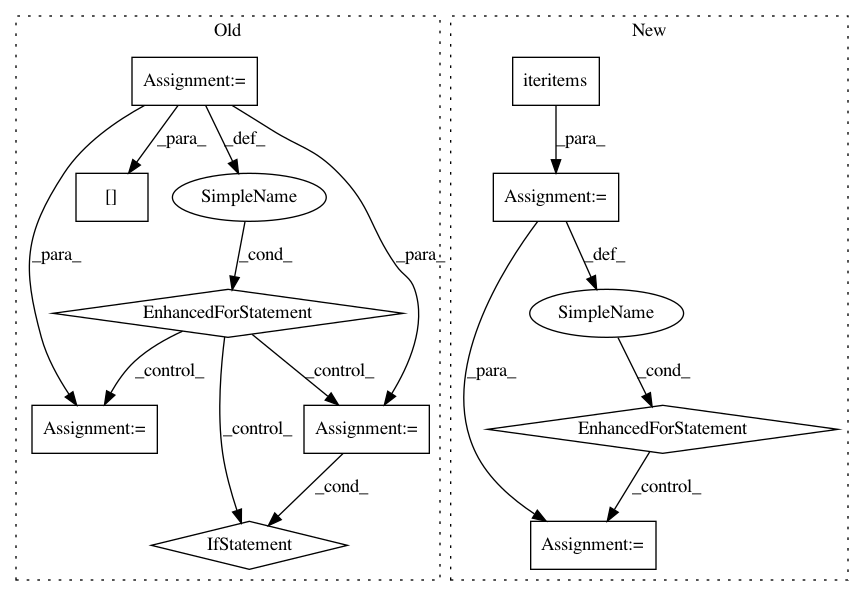 Old
New
Assignment:=
iteritems
_para_
_def_
_para_
[]
SimpleName
Assignment:=
_para_
_cond_
_para_
_def_
EnhancedForStatement
SimpleName
_control_
_control_
_para_
_cond_
Assignment:=
_control_
Assignment:=
EnhancedForStatement
_cond_
_control_
IfStatement
Assignment:=